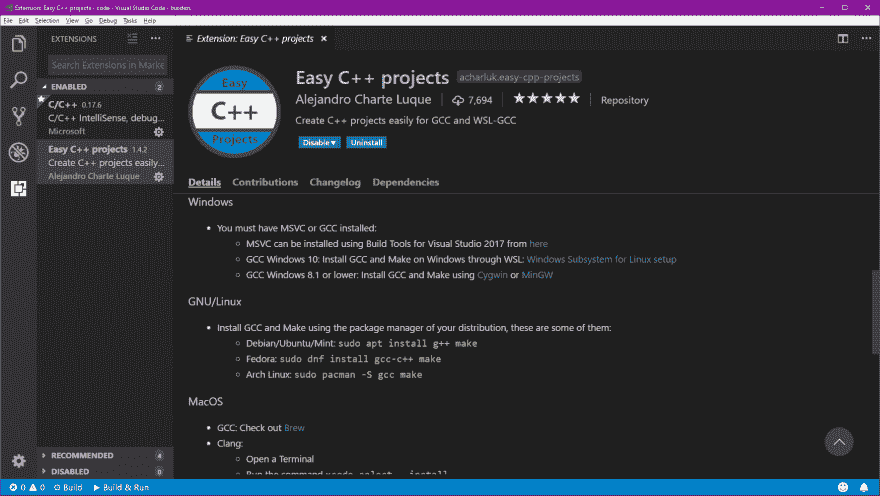 Extension: Easy C++ projects - code - Visual Studio Code
File Edit Selection View Go Debug Tasks Help
EXTENSIONS
Search Extensions in Marke
ENABLED 2
C/C++ 0.17.6
C/C++ IntelliSense, debug...
Microsoft
Easy C++ projects 1.4.2
Create C++ projects easily...
Alejandro Charte Luque
RECOMMENDED 4
DISABLED 0
Extension: Easy C++ projects
Easy
C++
Projects
Easy C++ projects acharluk.easy-cpp-projects
Alejandro Charte Luque 7,694 Repository
Create C++ projects easily for GCC and WSL-GCC
Disable Uninstall
Details Contributions Changelog Dependencies
Windows
You must have MSVC or GCC installed:
MSVC can be installed using Build Tools for Visual Studio 2017 from here
GCC Windows 10: Install GCC and Make on Windows through WSL: Windows Subsystem for Linux setup
GCC Windows 8.1 or lower: Install GCC and Make using Cygwin or MinGW
GNU/Linux
Install GCC and Make using the package manager of your distribution, these are some of them:
Debian/Ubuntu/Mint: sudo apt install g++ make
Fedora: sudo dnf install gcc-c++ make
Arch Linux: sudo pacman -S gcc make
MacOS
GCC: Check out Brew
Clang:
Open a Terminal
Run the command xcode-select --install
0 0 Build Build & Run